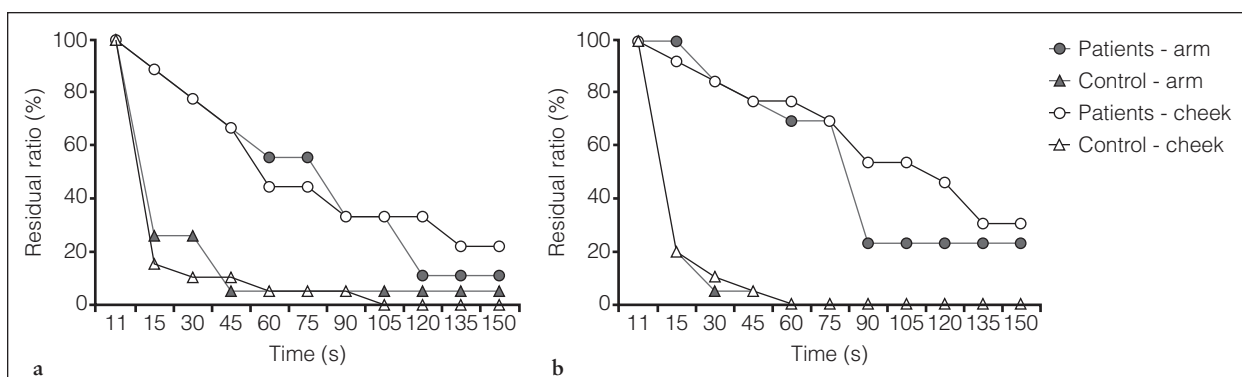 100
80
60
40
20
0
Residual ratio (%)
11 15 30 45 60 75 90 105 120 135 150
Time (s)
a
100
80
60
40
20
0
Residual ratio (%)
11 15 30 45 60 75 90 105 120 135 150
Time (s)
b
Patients - arm
Control - arm
Patients - cheek
Control - cheek